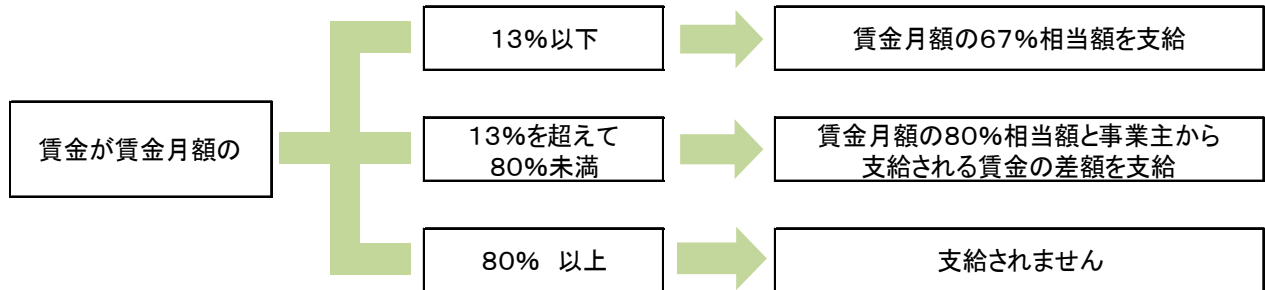 賃金が賃金月額の
13%以下
賃金月額の67%相当額を支給
13%を超えて
80%未満
賃金月額の80%相当額と事業主から
支給される賃金の差額を支給
80% 以上
支給されません